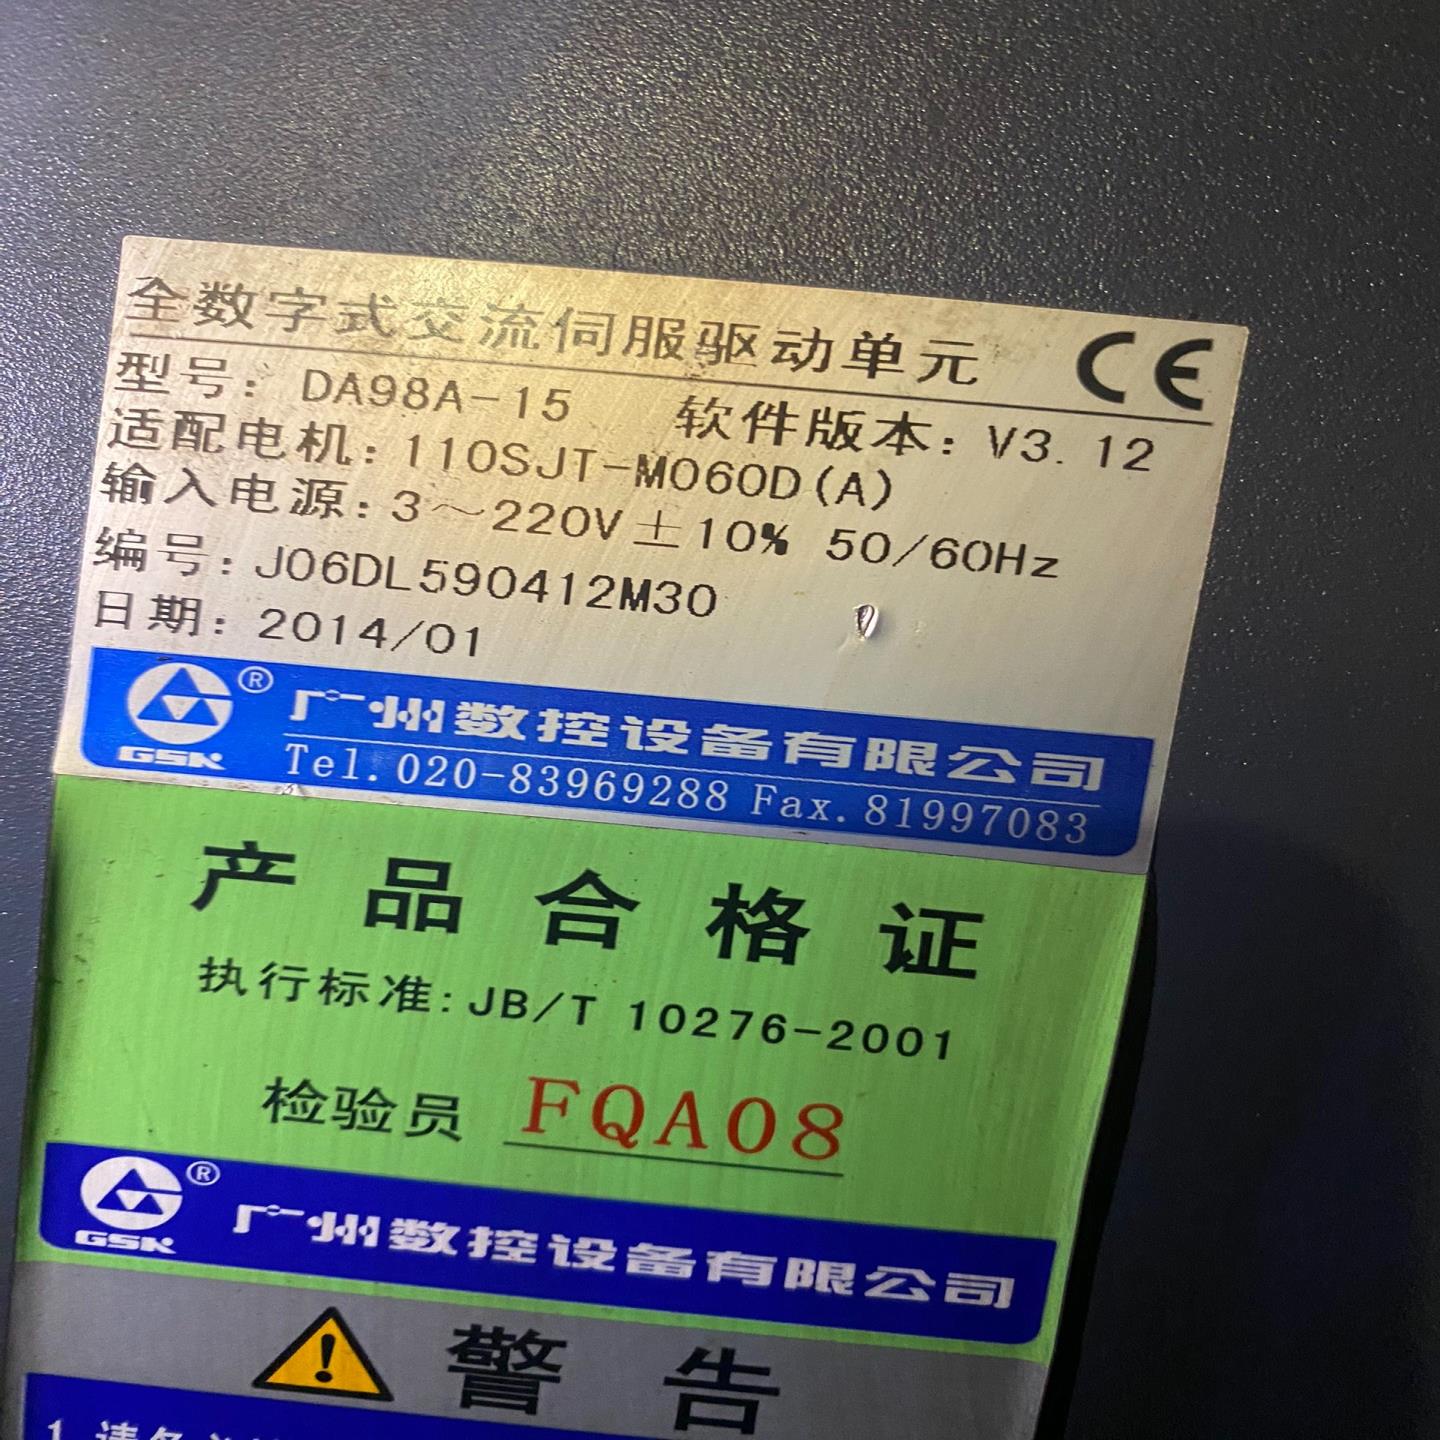 全数字式交流伺服驱动单元 CE
型号: DA98A-15 软件版本: V3.12
适配电机: 110SJT-M060D(A)
输入电源: 3～220V±10% 50/60Hz
编号: J06DL590412M30
日期: 2014/01
GSK ® 广州数控设备有限公司
Tel.020-83969288 Fax.81997083
产品合格证
执行标准: JB/T 10276-2001
检验员 FQA08
GSK ® 广州数控设备有限公司
警告
1.请务必